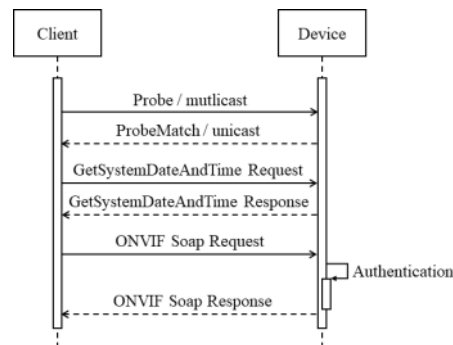 Client
Device
Probe / mutlicast
ProbeMatch / unicast
GetSystemDateAndTime Request
GetSystemDateAndTime Response
ONVIF Soap Request
Authentication
ONVIF Soap Response